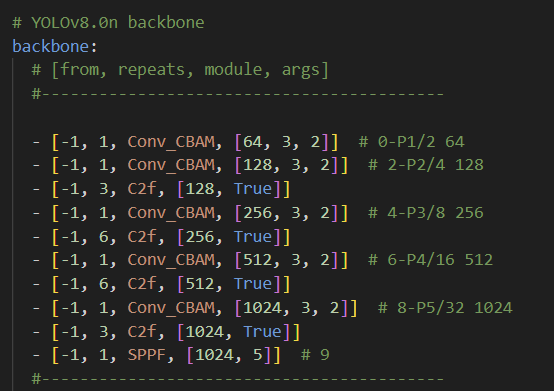 # YOLOv8.0n backbone
backbone:
# [from, repeats, module, args]
#------------------------------------------
- [-1, 1, Conv_CBAM, [64, 3, 2]] # 0-P1/2 64
- [-1, 1, Conv_CBAM, [128, 3, 2]] # 2-P2/4 128
- [-1, 3, C2f, [128, True]]
- [-1, 1, Conv_CBAM, [256, 3, 2]] # 4-P3/8 256
- [-1, 6, C2f, [256, True]]
- [-1, 1, Conv_CBAM, [512, 3, 2]] # 6-P4/16 512
- [-1, 6, C2f, [512, True]]
- [-1, 1, Conv_CBAM, [1024, 3, 2]] # 8-P5/32 1024
- [-1, 3, C2f, [1024, True]]
- [-1, 1, SPPF, [1024, 5]] # 9
#------------------------------------------